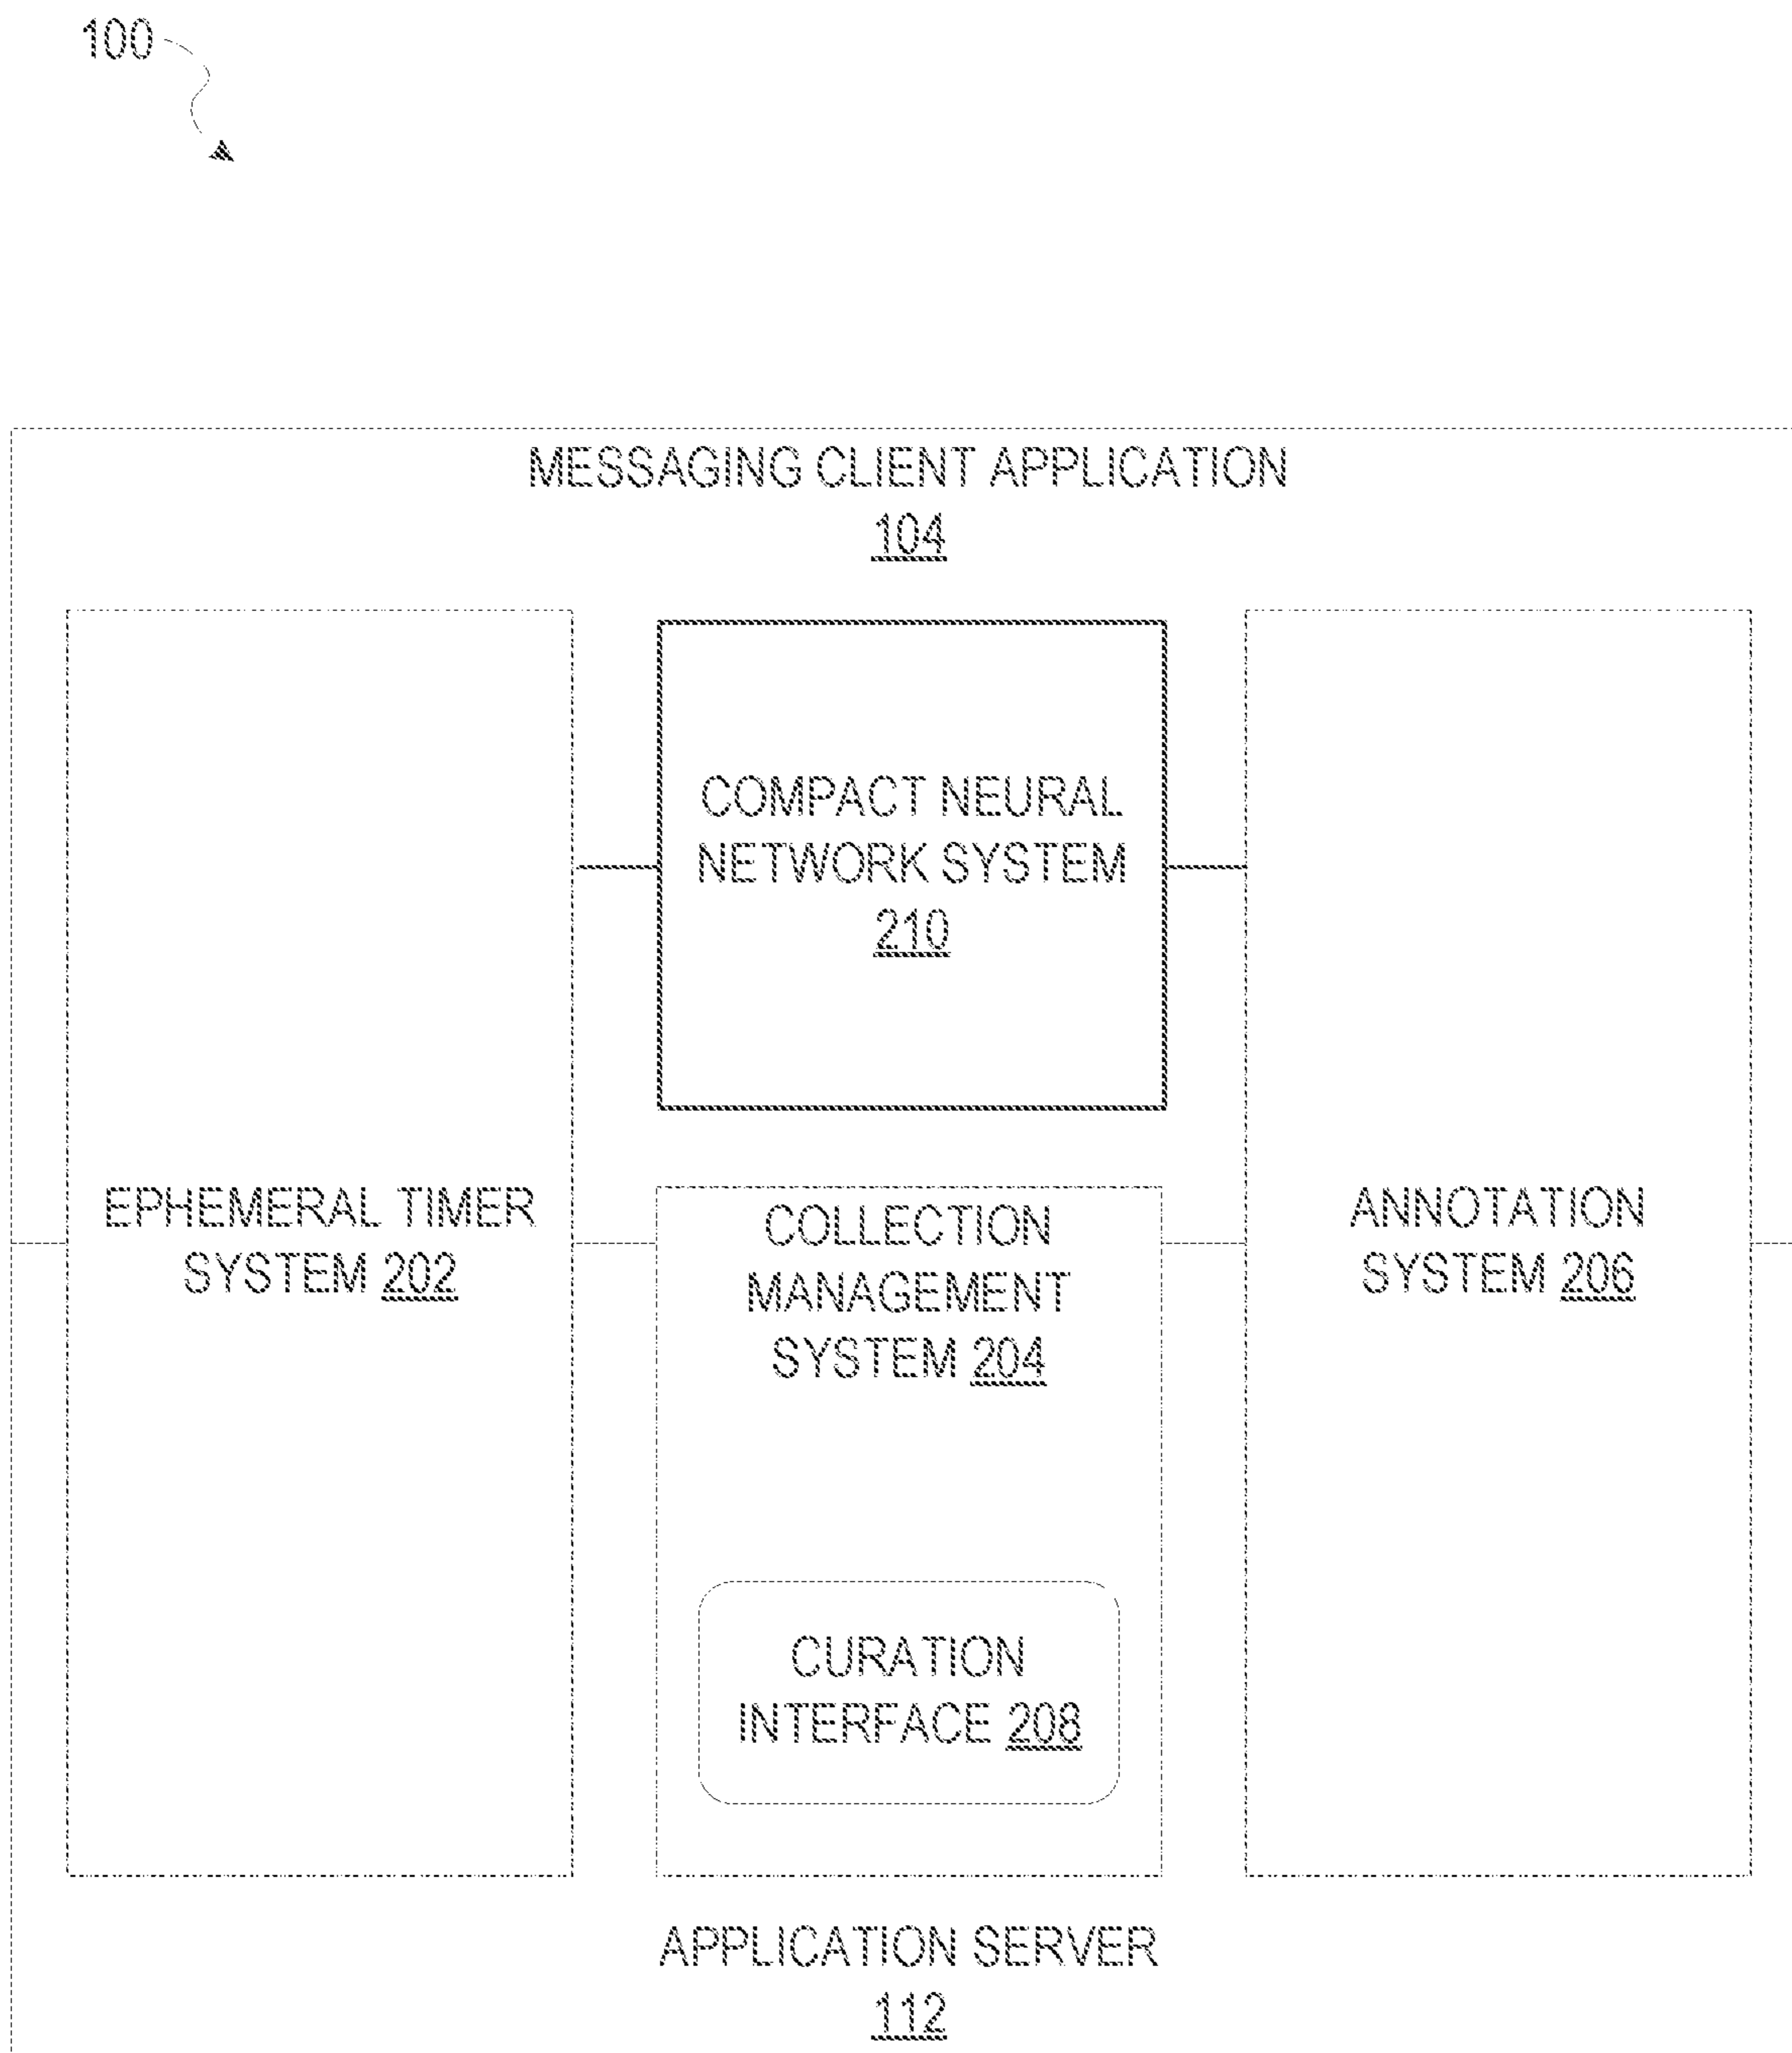 100
MESSAGING CLIENT APPLICATION
104
COMPACT NEURAL
NETWORK SYSTEM
210
EPHEMERAL TIMER
SYSTEM 202
COLLECTION
MANAGEMENT
SYSTEM 204
ANNOTATION
SYSTEM 206
CURATION
INTERFACE 208
APPLICATION SERVER
112